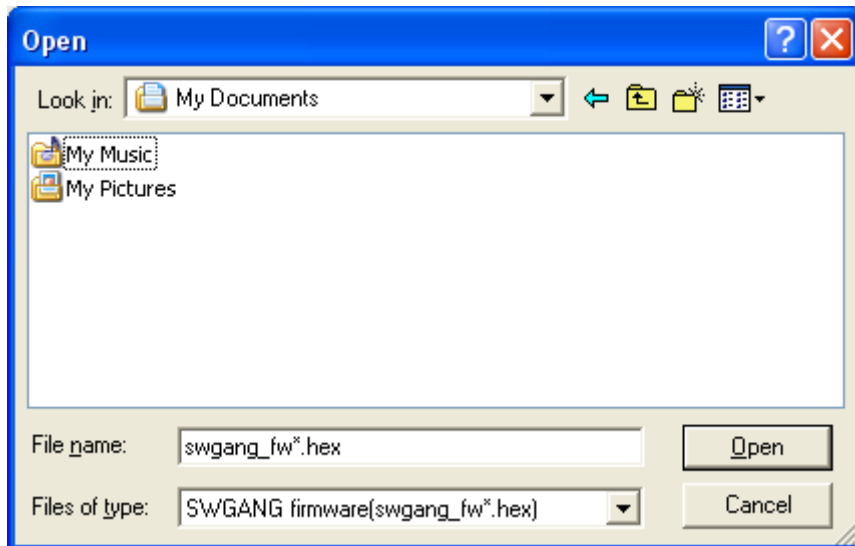 Open
Look in: My Documents
My Music
My Pictures
File name: swgang_fw*.hex
Open
Files of type: SWGANG firmware(swgang_fw*.hex)
Cancel